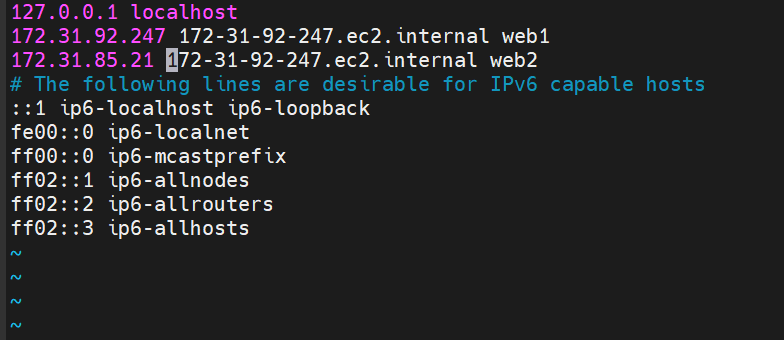 127.0.0.1 localhost
172.31.92.247 172-31-92-247.ec2.internal web1
172.31.85.21 172-31-92-247.ec2.internal web2
# The following lines are desirable for IPv6 capable hosts
::1 ip6-localhost ip6-loopback
fe00::0 ip6-localnet
ff00::0 ip6-mcastprefix
ff02::1 ip6-allnodes
ff02::2 ip6-allrouters
ff02::3 ip6-allhosts
~
~
~
~